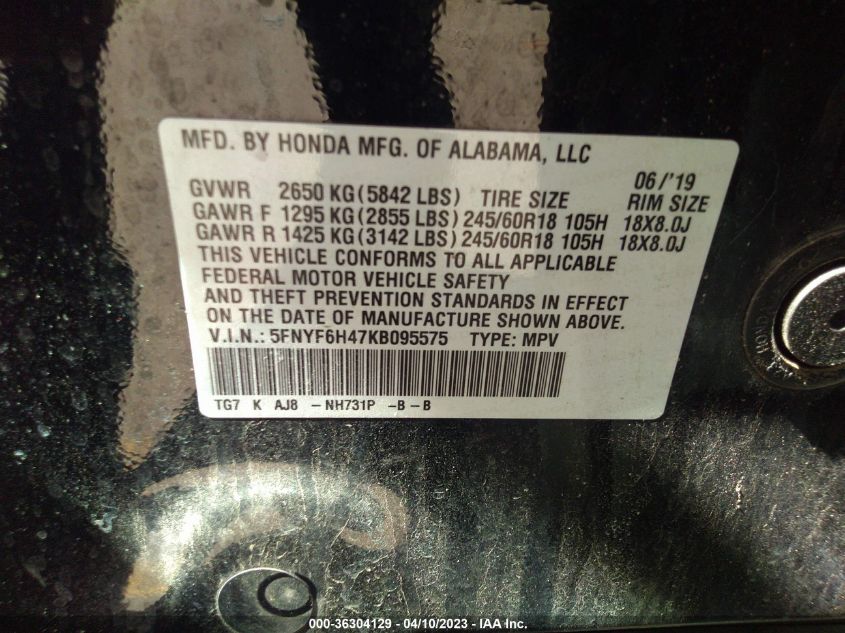 MFD. BY HONDA MFG. OF ALABAMA, LLC
06/'19
GVWR 2650 KG(5842 LBS) TIRE SIZE RIM SIZE
GAWR F 1295 KG(2855 LBS) 245/60R18 105H 18X8.0J
GAWR R 1425 KG(3142 LBS) 245/60R18 105H 18X8.0J
THIS VEHICLE CONFORMS TO ALL APPLICABLE
FEDERAL MOTOR VEHICLE SAFETY
AND THEFT PREVENTION STANDARDS IN EFFECT
ON THE DATE OF MANUFACTURE SHOWN ABOVE.
V.I.N.: 5FNYF6H47KB095575 TYPE: MPV
TG7 K AJ8 -NH731P -B-B
000-36304129 - 04/10/2023 - IAA Inc.